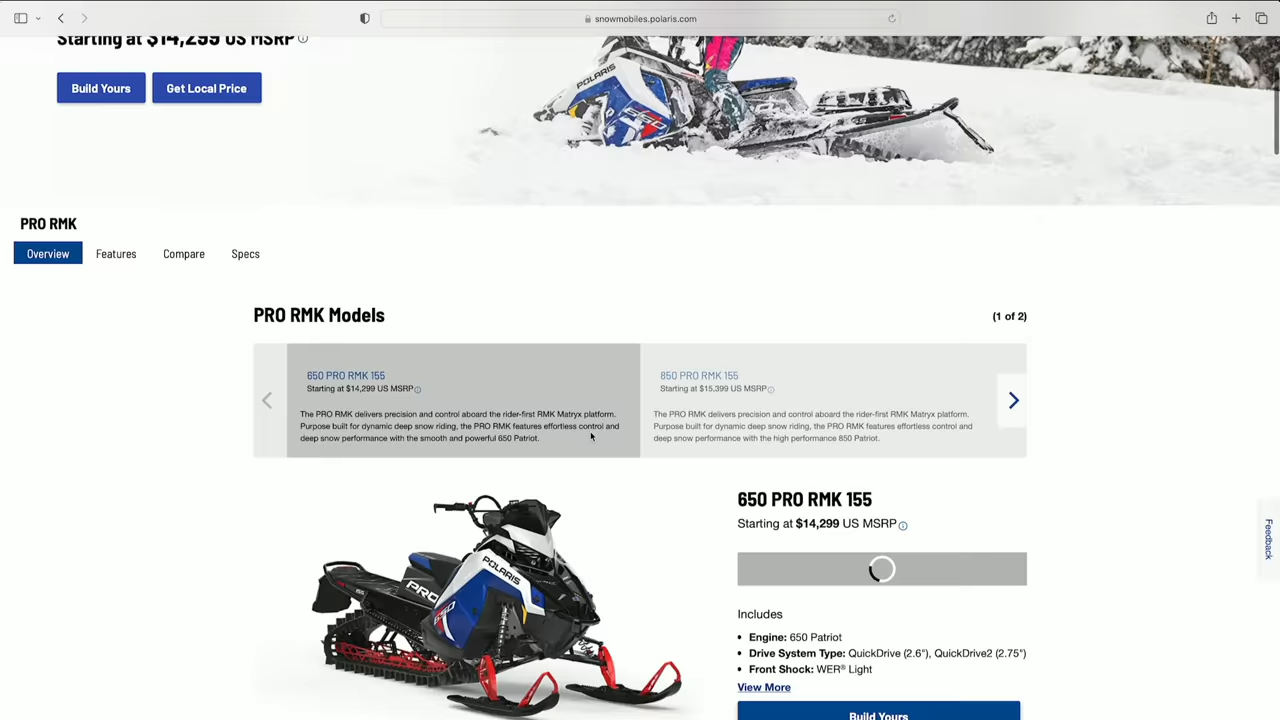 snowmobiles.polaris.com
Starting at $14,299 US MSRP
Build Yours
Get Local Price
POLARIS
650
PRO RMK
Overview
Features
Compare
Specs
PRO RMK Models
(1 of 2)
650 PRO RMK 155
Starting at $14,299 US MSRP
The PRO RMK delivers precision and control aboard the rider-first RMK Matryx platform.
Purpose built for dynamic deep snow riding, the PRO RMK features effortless control and
deep snow performance with the smooth and powerful 650 Patriot.
850 PRO RMK 155
Starting at $15,399 US MSRP
The PRO RMK delivers precision and control aboard the rider-first RMK Matryx platform.
Purpose built for dynamic deep snow riding, the PRO RMK features effortless control and
deep snow performance with the high performance 850 Patriot.
POLARIS
PRO
650
650 PRO RMK 155
Starting at $14,299 US MSRP
Includes
• Engine: 650 Patriot
• Drive System Type: QuickDrive (2.6"), QuickDrive2 (2.75")
• Front Shock: WER® Light
View More
Build Yours
Feedback